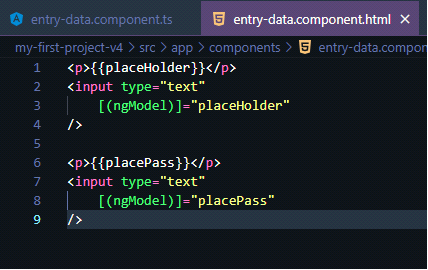 entry-data.component.ts
entry-data.component.html ×
my-first-project-v4 > src > app > components > entry-data.compone
1 <p>{{placeHolder}}</p>
2 <input type="text"
3 [(ngModel)]="placeHolder"
4 />
5
6 <p>{{placePass}}</p>
7 <input type="text"
8 [(ngModel)]="placePass"
9 />